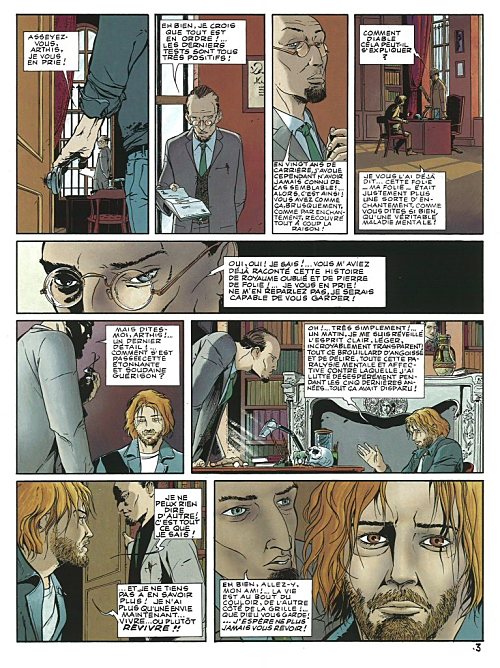 ASSEYEZ-
VOUS,
ARTHIS,
JE VOUS
EN PRIE!
EH BIEN, JE CROIS
QUE TOUT EST
EN ORDRE!...
LES DERNIERS
TESTS SONT TOUS
TRÈS POSITIFS!
EN VINGT ANS DE
CARRIÈRE, J'AVOUE
CEPENDANT N'AVOIR
JAMAIS CONNU DE
CAS SEMBLABLE!...
ALORS, C'EST AINSI!
VOUS AVEZ COMME
ÇA, BRUSQUEMENT,
COMME PAR ENCHAN-
TEMENT, RECOUVRÉ
TOUT À COUP LA
RAISON?
COMMENT
DIABLE
CELA PEUT-IL
S'EXPLIQUER
?
JE VOUS L'AI DÉJÀ
DIT... CETTE FOLIE
- MA FOLIE - ÉTAIT
JUSTEMENT PLUS
UNE SORTE D'EN-
CHANTEMENT, COMME
VOUS DITES SI BIEN,
QU'UNE VÉRITABLE
MALADIE MENTALE!
OUI, OUI! JE SAIS!... VOUS M'AVIEZ
DÉJÀ RACONTÉ CETTE HISTOIRE
DE ROYAUME OUBLIÉ ET DE PIERRE
DE FOLIE!... JE VOUS EN PRIE!
NE M'EN REPARLEZ PAS, JE SERAIS
CAPABLE DE VOUS GARDER!
MAIS DITES-
MOI, ARTHIS!...
UN DERNIER
DÉTAIL!...
COMMENT S'EST
PASSÉE CETTE
ÉTONNANTE
ET SOUDAINE
GUÉRISON?
OH!... TRÈS SIMPLEMENT!...
UN MATIN, JE ME SUIS RÉVEILLÉ
L'ESPRIT CLAIR, LÉGER,
INCROYABLEMENT TRANSPARENT!
TOUT CE BROUILLARD D'ANGOISSE
ET DE DÉLIRE, TOUTE CETTE PA-
RALYSIE MENTALE ET AFFEC-
TIVE CONTRE LAQUELLE J'AI
LUTTÉ DÉSESPÉRÉMENT PEN-
DANT LES CINQ DERNIÈRES AN-
NÉES... TOUT ÇA AVAIT DISPARU!
JE NE
PEUX RIEN
DIRE
D'AUTRE!
C'EST TOUT
CE QUE
JE SAIS!
...ET JE NE TIENS
PAS À EN SAVOIR
PLUS! JE N'AI
PLUS QU'UNE ENVIE
MAINTENANT...
VIVRE... OU PLUTÔT
REVIVRE!!
EH BIEN, ALLEZ-Y,
MON AMI!... LA VIE
EST AU BOUT DU
COULOIR, DE L'AUTRE
CÔTÉ DE LA GRILLE!...
QUE DIEU VOUS GARDE!
...J'ESPÈRE NE PLUS
JAMAIS VOUS REVOIR!
.3